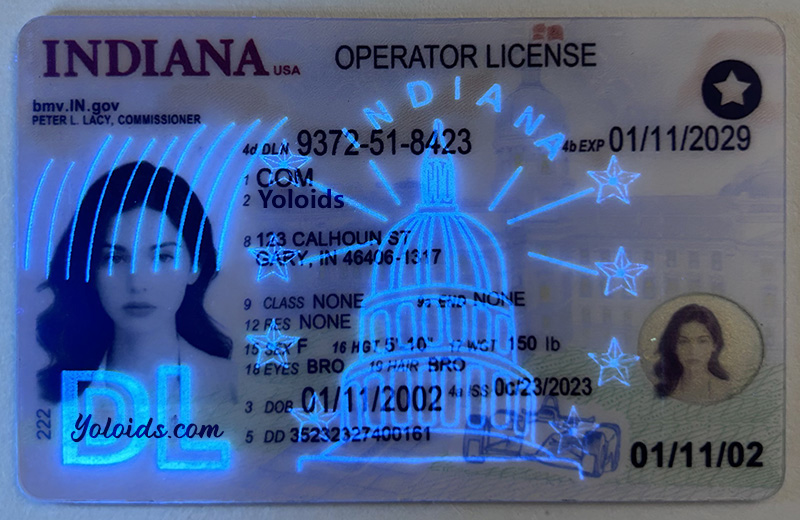 INDIANA USA OPERATOR LICENSE
bmv.IN.gov
PETER L. LACY, COMMISSIONER
INDIANA
4d DLN 9372-51-8423 4b EXP 01/11/2029
1 COM
2 Yoloids
8 123 CALHOUN ST
GARY, IN 46406-1317
9 CLASS NONE 9a END NONE
12 RES NONE
15 SEX F 16 HGT 5'-10" 17 WGT 150 lb
18 EYES BRO 19 HAIR BRO
3 DOB 01/11/2002 4a ISS /23/2023
5 DD 35232327400161
222
DL
Yoloids.com
01/11/02